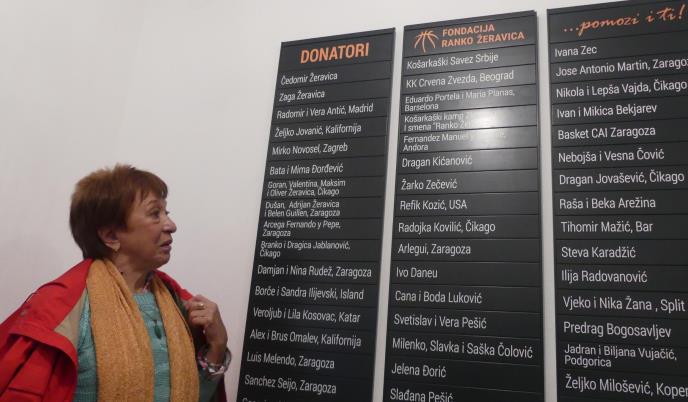 DONATORI
Čedomir Žeravica
Zaga Žeravica
Radomir i Vera Antić, Madrid
Željko Jovanić, Kalifornija
Mirko Novosel, Zagreb
Bata i Mima Đorđević
Goran, Valentina, Maksim
i Oliver Žeravica, Čikago
Dušan, Adrijan Žeravica
i Belen Guillen, Zaragoza
Arcega Fernando y Pepe,
Zaragoza
Branko i Dragica Jablanović,
Čikago
Damjan i Nina Rudež, Zaragoza
Borče i Sandra Ilijevski, Island
Veroljub i Lila Kosovac, Katar
Alex i Brus Omalev, Kalifornija
Luis Melendo, Zaragoza
Sanchez Seijo, Zaragoza
FONDACIJA
RANKO ŽERAVICA
Košarkaški Savez Srbije
KK Crvena Zvezda, Beograd
Eduardo Portela i Maria Planas,
Barselona
Košarkaški kamp
I smena "Ranko
Fernandez Manuel y
Andora
Dragan Kićanović
Žarko Zečević
Refik Kozić, USA
Radojka Kovilić, Čikago
Arlegui, Zaragoza
Ivo Daneu
Cana i Boda Luković
Svetislav i Vera Pešić
Milenko, Slavka i Saška Čolović
Jelena Đorić
Slađana Pešić
...pomozi i ti!
Ivana Zec
Jose Antonio Martin, Zaragoza
Nikola i Lepša Vajda, Čikago
Ivan i Mikica Bekjarev
Basket CAI Zaragoza
Nebojša i Vesna Čović
Dragan Jovašević, Čikago
Raša i Beka Arežina
Tihomir Mažić, Bar
Steva Karadžić
Ilija Radovanović
Vjeko i Nika Žana , Split
Predrag Bogosavljev
Jadran i Biljana Vujačić,
Podgorica
Željko Milošević, Koper